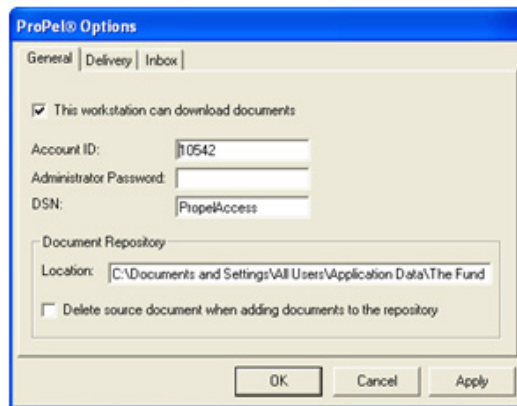 ProPel® Options
General Delivery Inbox
This workstation can download documents
Account ID: 10542
Administrator Password:
DSN: PropelAccess
Document Repository
Location: C:\Documents and Settings\All Users\Application Data\The Fund
Delete source document when adding documents to the repository
OK Cancel Apply